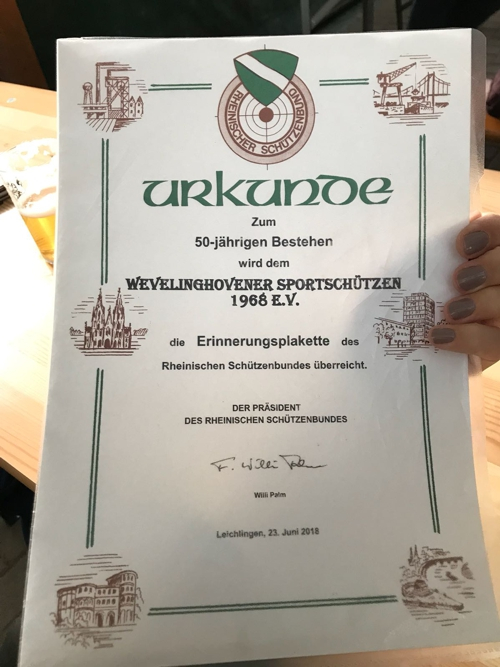 RHEINISCHER SCHÜTZENBUND
Urkunde
Zum
50-jährigen Bestehen
wird dem
WEVELINGHOVENER SPORTSCHÜTZEN
1968 E.V.
die Erinnerungsplakette des
Rheinischen Schützenbundes überreicht.
DER PRÄSIDENT
DES RHEINISCHEN SCHÜTZENBUNDES
Willi Palm
Leichlingen, 23. Juni 2018